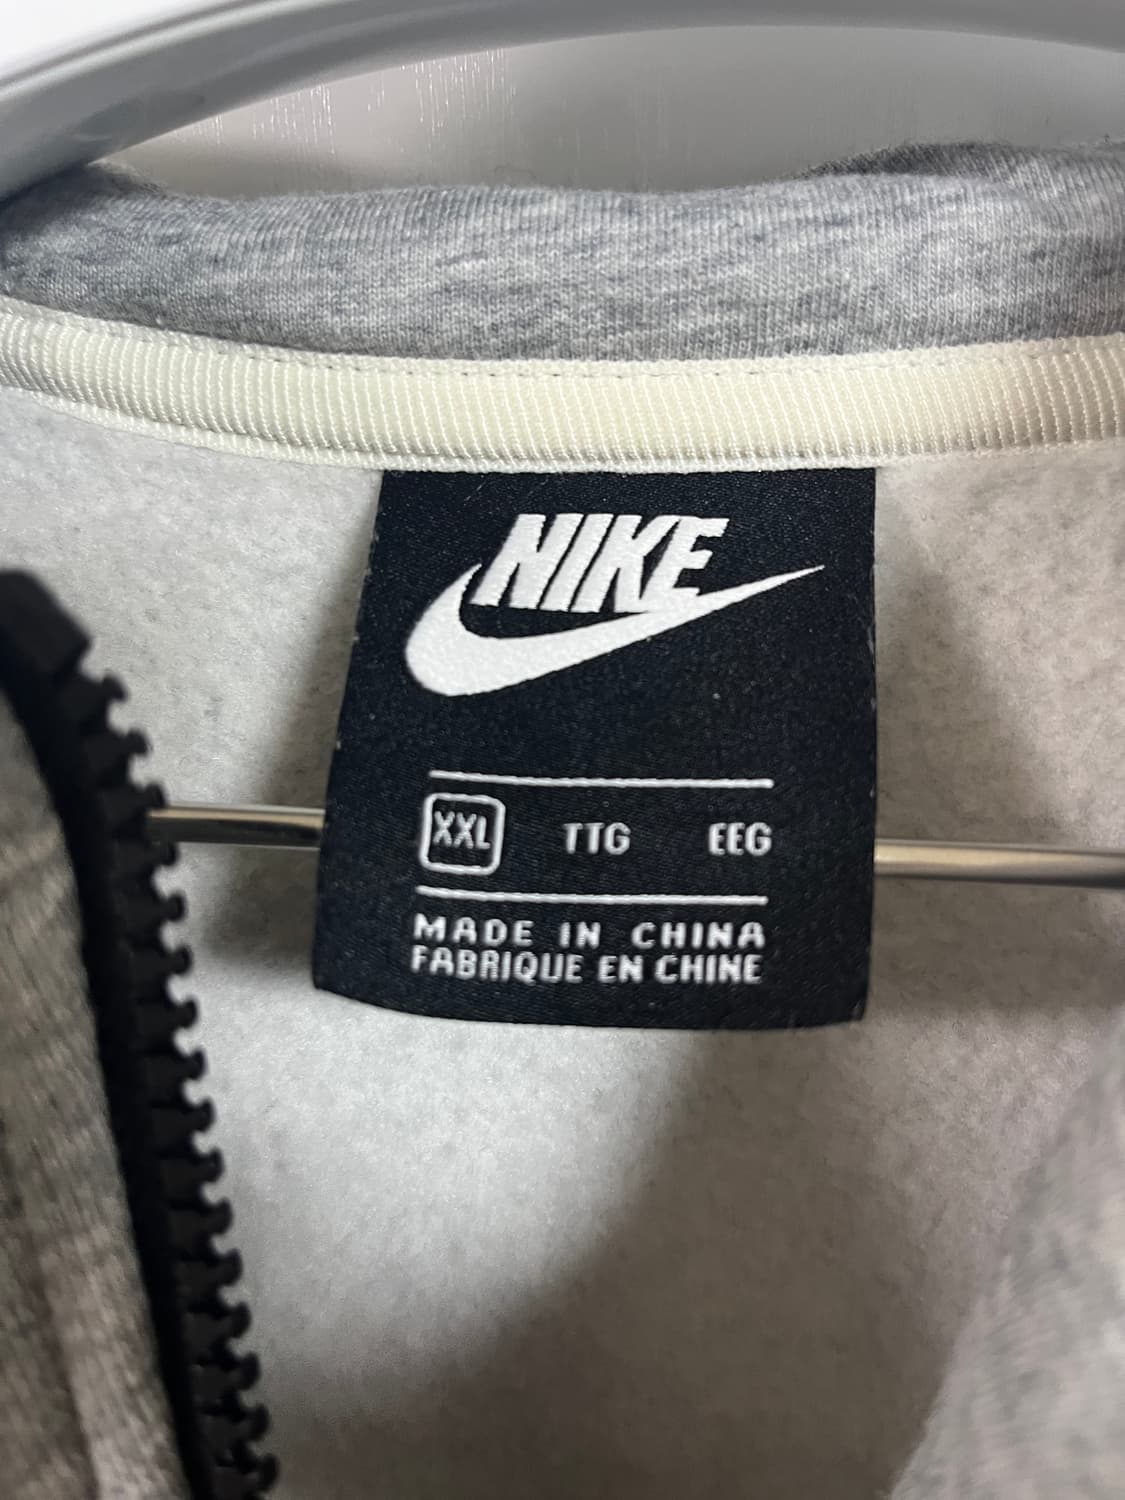 NIKE
XXL TTG EEG
MADE IN CHINA
FABRIQUE EN CHINE